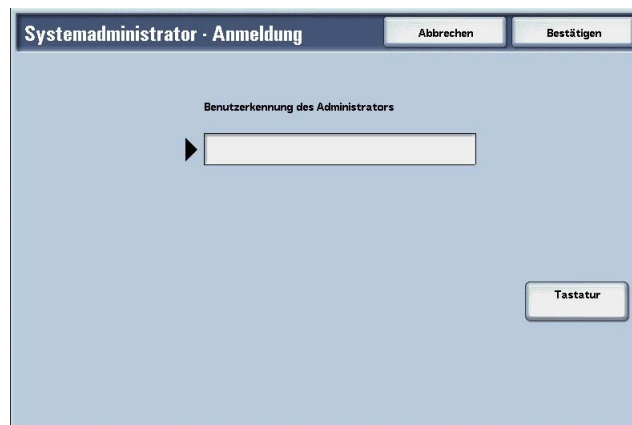 Systemadministrator - Anmeldung
Abbrechen
Bestätigen
Benutzerkennung des Administrators
Tastatur